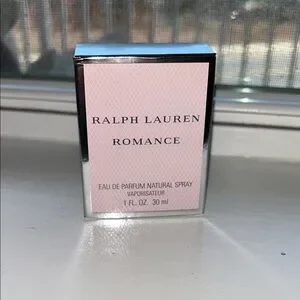 RALPH LAUREN
ROMANCE
EAU DE PARFUM NATURAL SPRAY
VAPORISATEUR
1 FL. OZ. 30 ml